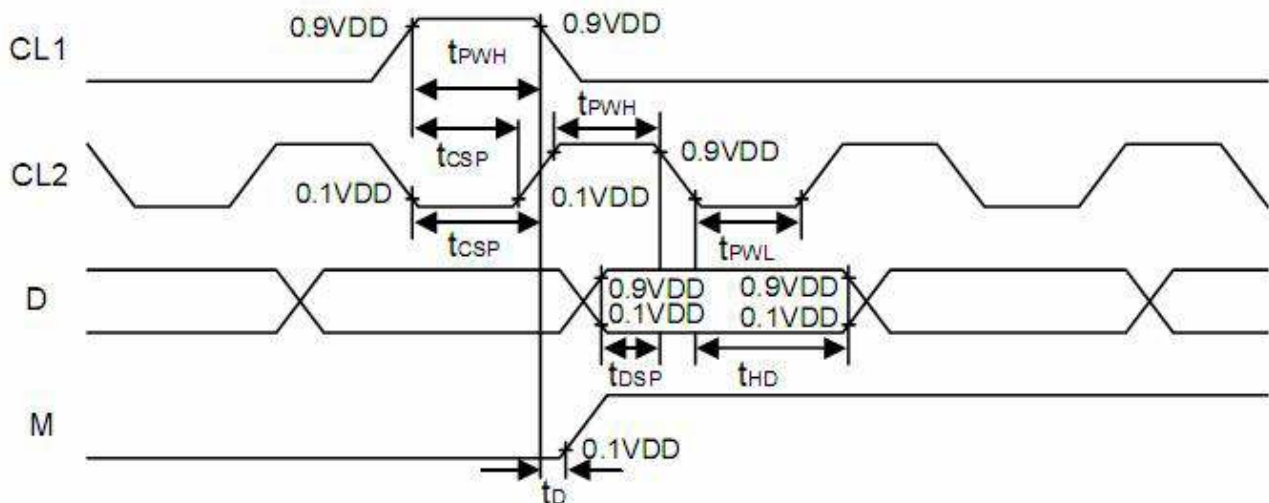 CL1
0.9VDD
0.9VDD
tPWH
tPWH
tCSP
CL2
0.9VDD
0.1VDD
0.1VDD
tCSP
tPWL
D
0.9VDD
0.9VDD
0.1VDD
0.1VDD
tDSP
tHD
M
0.1VDD
tD